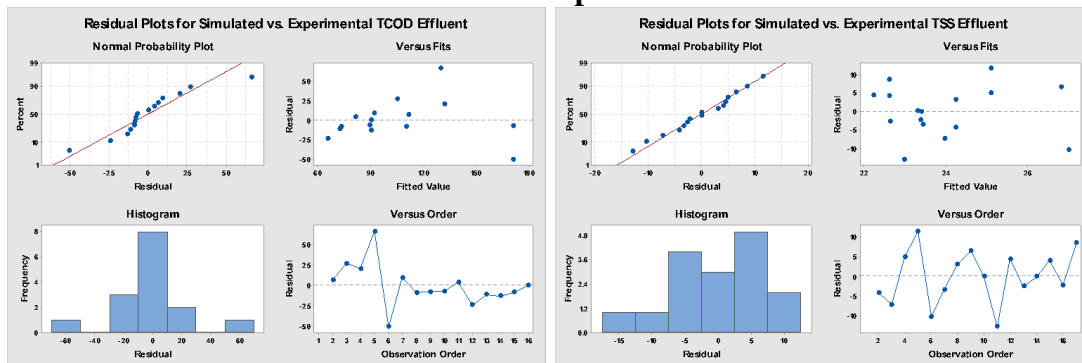 Residual Plots for Simulated vs. Experimental TCOD Effluent
Normal Probability Plot
Versus Fits
99
90
50
10
1
Percent
-50
-25
0
25
50
Residual
50
25
0
-25
-50
Residual
60
90
120
150
180
Fitted Value
Histogram
Versus Order
8
6
4
2
0
Frequency
-60
-40
-20
0
20
40
60
Residual
50
25
0
-25
-50
Residual
1 2 3 4 5 6 7 8 9 10 11 12 13 14 15 16
Observation Order
Residual Plots for Simulated vs. Experimental TSS Effluent
Normal Probability Plot
Versus Fits
99
90
50
10
1
Percent
-20
-10
0
10
20
Residual
10
5
0
-5
-10
Residual
22
24
26
Fitted Value
Histogram
Versus Order
4.8
3.6
2.4
1.2
0.0
Frequency
-15
-10
-5
0
5
10
Residual
10
5
0
-5
-10
Residual
2
4
6
8
10
12
14
16
Observation Order